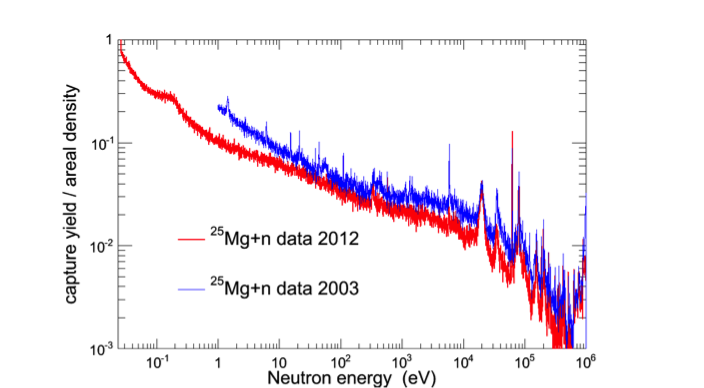 1
10⁻¹
10⁻²
10⁻³
capture yield / areal density
²⁵Mg+n data 2012
²⁵Mg+n data 2003
10⁻¹ 1 10 10² 10³ 10⁴ 10⁵ 10⁶
Neutron energy (eV)